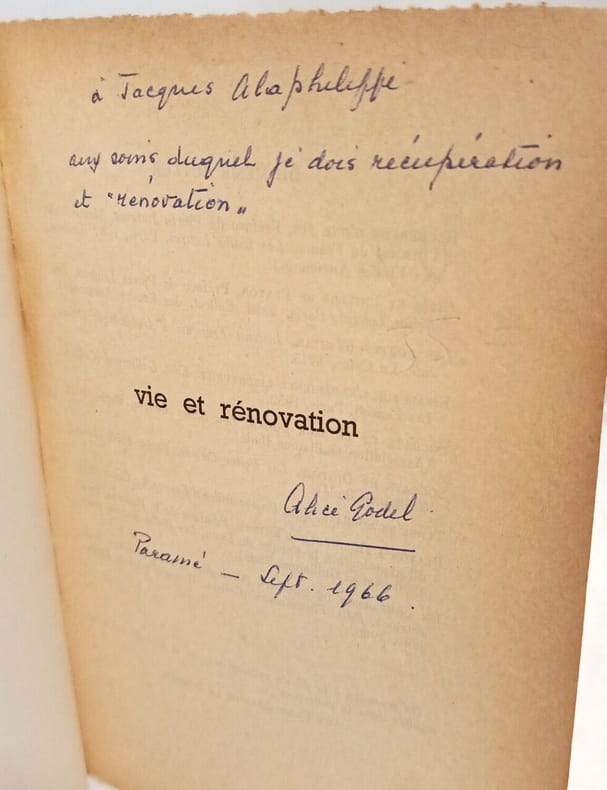 à Jacques Alaphilippe
aux soins duquel je dois récupération
et "rénovation"
vie et rénovation
Alice Godel
Paramé - Sept. 1966.